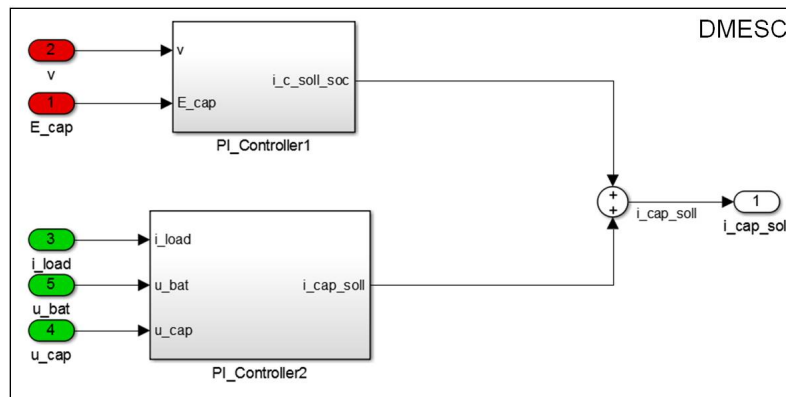 DMESC
2
v
v
i_c_soll_soc
1
E_cap
E_cap
PI_Controller1
+
+
i_cap_soll
1
i_cap_sol
3
i_load
i_load
5
u_bat
u_bat
i_cap_soll
4
u_cap
u_cap
PI_Controller2